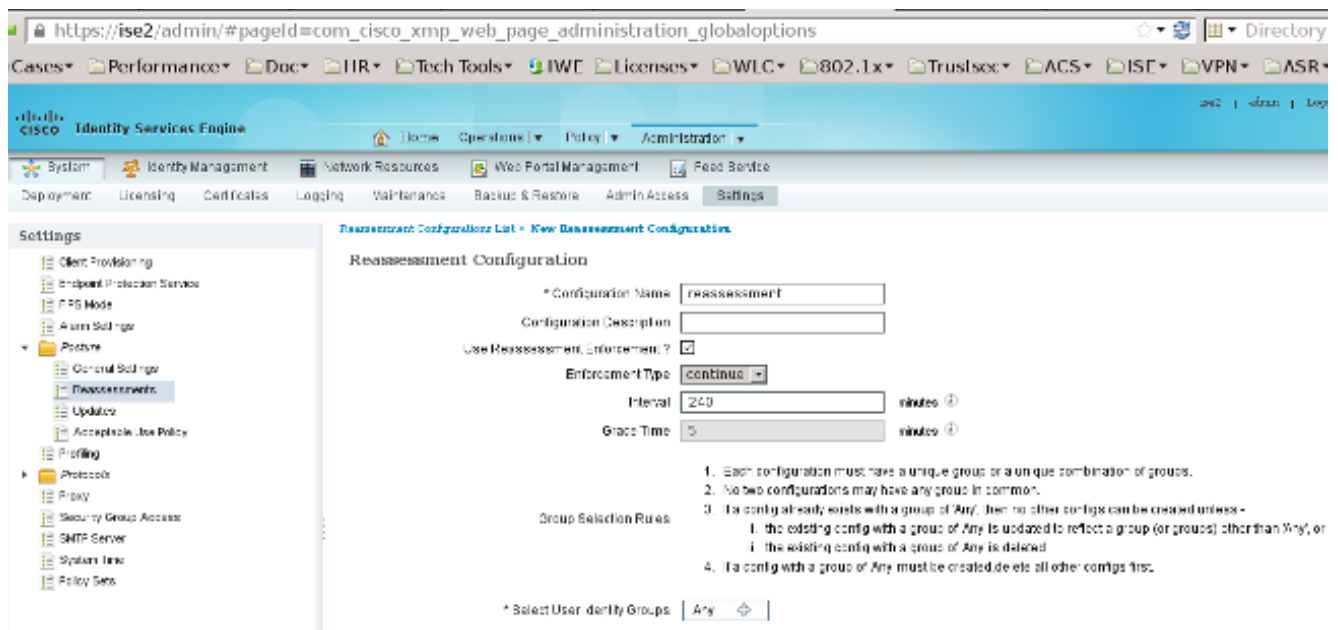 https://ise2/admin/#pageId=com_cisco_xmp_web_page_administration_globaloptions Directory
Cases Performance Doc HR Tech Tools IWE Licenses WLC 802.1x Trustsec ACS ISE VPN ASR
ise2 | admin |
cisco Identity Services Engine
Home Operations Policy Administration
System Identity Management Network Resources Web Portal Management Feed Service
Deployment Licensing Certificates Logging Maintenance Backup & Restore Admin Access Settings
Settings
Client Provisioning
Endpoint Protection Service
FIPS Mode
Alarm Settings
Posture
General Settings
Reassessments
Updates
Acceptable Use Policy
Profiling
Protocols
Proxy
Security Group Access
SMTP Server
System Time
Policy Sets
Reassessment Configurations List > New Reassessment Configuration
Reassessment Configuration
* Configuration Name reassessment
Configuration Description
Use Reassessment Enforcement ?
Enforcement Type continue
Interval 240 minutes
Grace Time 5 minutes
Group Selection Rules
1. Each configuration must have a unique group or a unique combination of groups.
2. No two configurations may have any group in common.
3. If a config already exists with a group of 'Any', then no other configs can be created unless -
i. the existing config with a group of 'Any' is updated to reflect a group (or groups) other than 'Any', or
ii. the existing config with a group of 'Any' is deleted
4. If a config with a group of 'Any' must be created, delete all other configs first.
* Select User Identity Groups Any